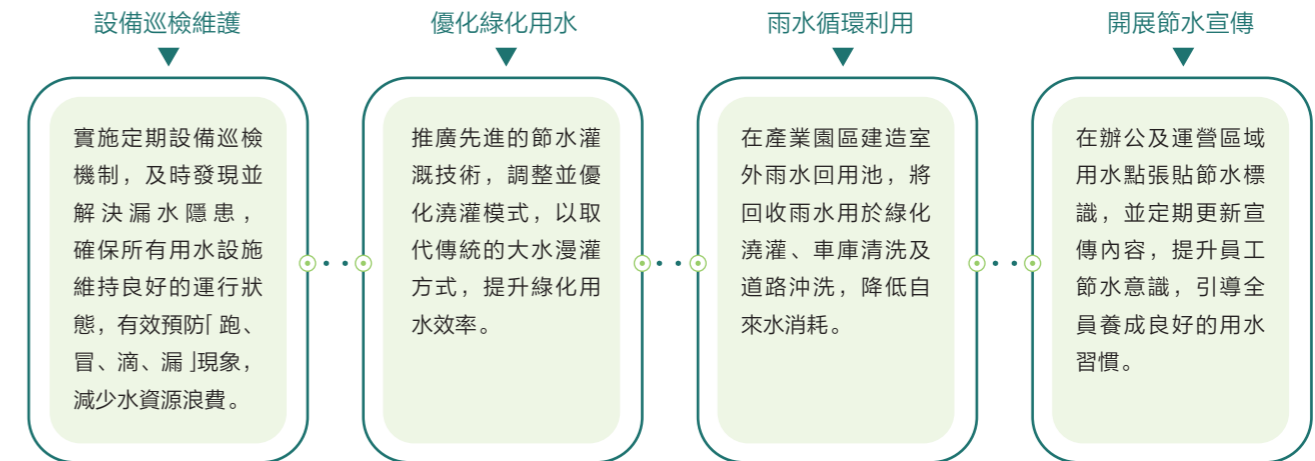 設備巡檢維護
實施定期設備巡檢
機制，及時發現並
解決漏水隱患，
確保所有用水設施
維持良好的運行狀
態，有效預防「跑、
冒、滴、漏」現象，
減少水資源浪費。
優化綠化用水
推廣先進的節水灌
溉技術，調整並優
化澆灌模式，以取
代傳統的大水漫灌
方式，提升綠化用
水效率。
雨水循環利用
在產業園區建造室
外雨水回用池，將
回收雨水用於綠化
澆灌、車庫清洗及
道路沖洗，降低自
來水消耗。
開展節水宣傳
在辦公及運營區域
用水點張貼節水標
識，並定期更新宣
傳內容，提升員工
節水意識，引導全
員養成良好的用水
習慣。